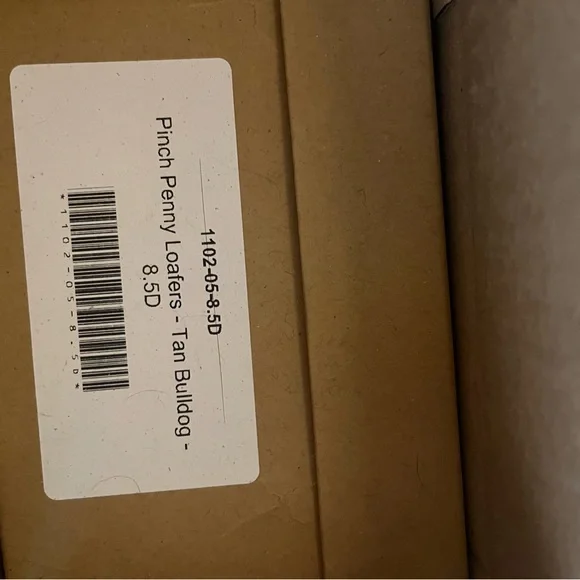 1102-05-8.5D
Pinch Penny Loafers - Tan Bulldog -
8.5D
*1102-05-8.5D*